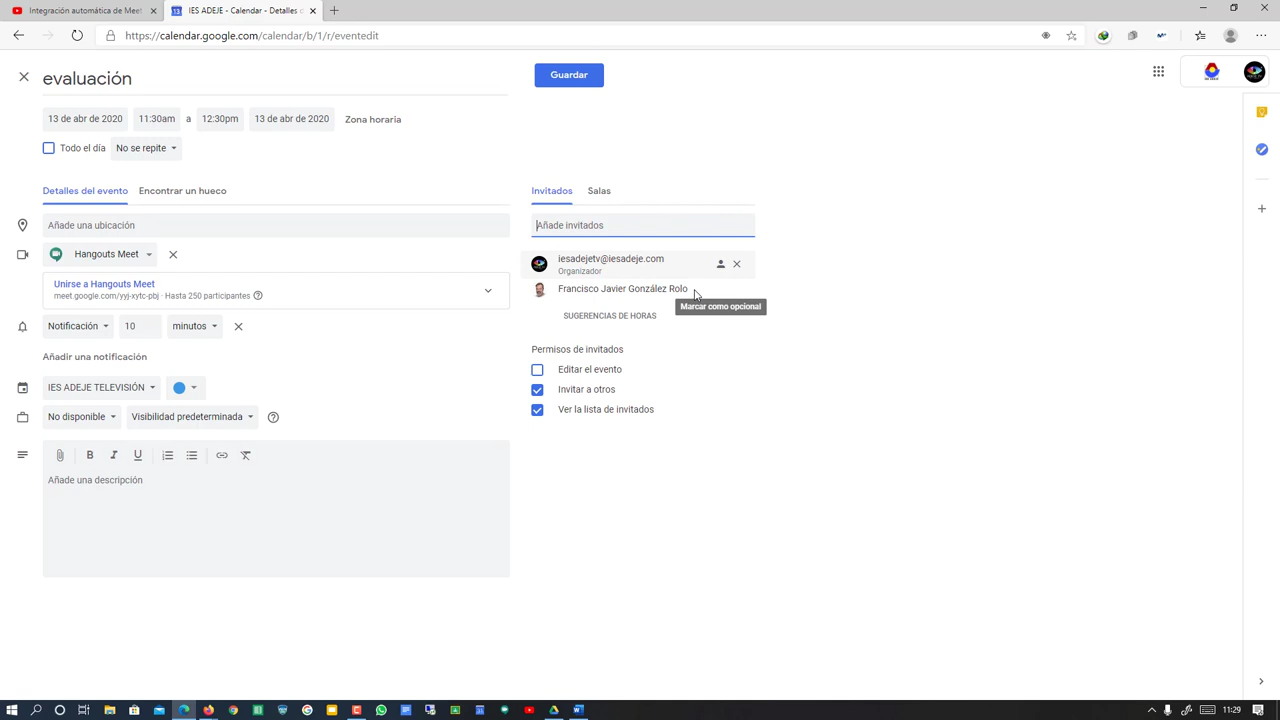 Integración automática de Meet
IES ADEJE - Calendar - Detalles d
https://calendar.google.com/calendar/b/1/r/eventedit
evaluación
Guardar
13 de abr de 2020 11:30am a 12:30pm 13 de abr de 2020 Zona horaria
Todo el día No se repite
Detalles del evento Encontrar un hueco
Invitados Salas
Añade una ubicación
Añade invitados
Hangouts Meet
iesadejetv@iesadeje.com
Organizador
Unirse a Hangouts Meet
meet.google.com/yyj-xytc-pbj · Hasta 250 participantes
Francisco Javier González Rolo
Marcar como opcional
SUGERENCIAS DE HORAS
Notificación 10 minutos
Añadir una notificación
Permisos de invitados
Editar el evento
Invitar a otros
Ver la lista de invitados
IES ADEJE TELEVISIÓN
No disponible Visibilidad predeterminada
Añade una descripción
11:29